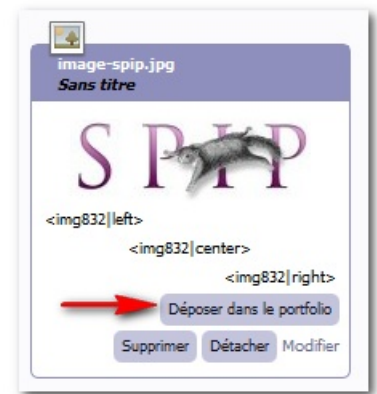 image-spip.jpg
Sans titre
SPIP
<img832|left>
<img832|center>
<img832|right>
Déposer dans le portfolio
Supprimer Détacher Modifier